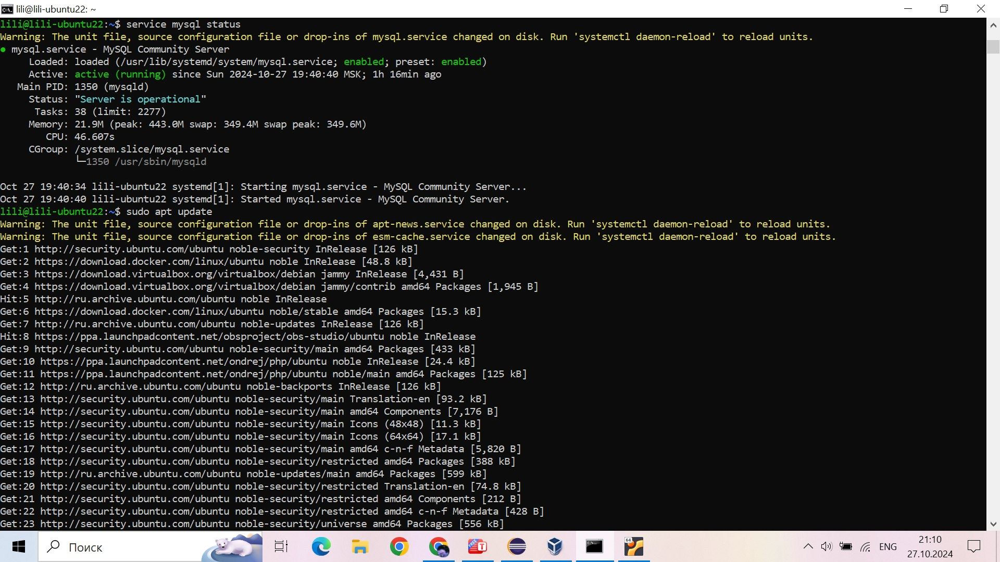 lili@lili-ubuntu22: ~
lili@lili-ubuntu22:~$ service mysql status
Warning: The unit file, source configuration file or drop-ins of mysql.service changed on disk. Run 'systemctl daemon-reload' to reload units.
● mysql.service - MySQL Community Server
Loaded: loaded (/usr/lib/systemd/system/mysql.service; enabled; preset: enabled)
Active: active (running) since Sun 2024-10-27 19:40:40 MSK; 1h 16min ago
Main PID: 1350 (mysqld)
Status: "Server is operational"
Tasks: 38 (limit: 2277)
Memory: 21.9M (peak: 443.0M swap: 349.4M swap peak: 349.6M)
CPU: 46.607s
CGroup: /system.slice/mysql.service
└─1350 /usr/sbin/mysqld
Oct 27 19:40:34 lili-ubuntu22 systemd[1]: Starting mysql.service - MySQL Community Server...
Oct 27 19:40:40 lili-ubuntu22 systemd[1]: Started mysql.service - MySQL Community Server.
lili@lili-ubuntu22:~$ sudo apt update
Warning: The unit file, source configuration file or drop-ins of apt-news.service changed on disk. Run 'systemctl daemon-reload' to reload units.
Warning: The unit file, source configuration file or drop-ins of esm-cache.service changed on disk. Run 'systemctl daemon-reload' to reload units.
Get:1 http://security.ubuntu.com/ubuntu noble-security InRelease [126 kB]
Get:2 https://download.docker.com/linux/ubuntu noble InRelease [48.8 kB]
Get:3 https://download.virtualbox.org/virtualbox/debian jammy InRelease [4,431 B]
Get:4 https://download.virtualbox.org/virtualbox/debian jammy/contrib amd64 Packages [1,945 B]
Hit:5 http://ru.archive.ubuntu.com/ubuntu noble InRelease
Get:6 https://download.docker.com/linux/ubuntu noble/stable amd64 Packages [15.3 kB]
Get:7 http://ru.archive.ubuntu.com/ubuntu noble-updates InRelease [126 kB]
Hit:8 https://ppa.launchpadcontent.net/obsproject/obs-studio/ubuntu noble InRelease
Get:9 http://security.ubuntu.com/ubuntu noble-security/main amd64 Packages [433 kB]
Get:10 https://ppa.launchpadcontent.net/ondrej/php/ubuntu noble InRelease [24.4 kB]
Get:11 https://ppa.launchpadcontent.net/ondrej/php/ubuntu noble/main amd64 Packages [125 kB]
Get:12 http://ru.archive.ubuntu.com/ubuntu noble-backports InRelease [126 kB]
Get:13 http://security.ubuntu.com/ubuntu noble-security/main Translation-en [93.2 kB]
Get:14 http://security.ubuntu.com/ubuntu noble-security/main amd64 Components [7,176 B]
Get:15 http://security.ubuntu.com/ubuntu noble-security/main Icons (48x48) [11.3 kB]
Get:16 http://security.ubuntu.com/ubuntu noble-security/main Icons (64x64) [17.1 kB]
Get:17 http://security.ubuntu.com/ubuntu noble-security/main amd64 c-n-f Metadata [5,820 B]
Get:18 http://security.ubuntu.com/ubuntu noble-security/restricted amd64 Packages [388 kB]
Get:19 http://ru.archive.ubuntu.com/ubuntu noble-updates/main amd64 Packages [599 kB]
Get:20 http://security.ubuntu.com/ubuntu noble-security/restricted Translation-en [74.8 kB]
Get:21 http://security.ubuntu.com/ubuntu noble-security/restricted amd64 Components [212 B]
Get:22 http://security.ubuntu.com/ubuntu noble-security/restricted amd64 c-n-f Metadata [428 B]
Get:23 http://security.ubuntu.com/ubuntu noble-security/universe amd64 Packages [556 kB]
Поиск
FREE T
64
ENG
21:10
27.10.2024